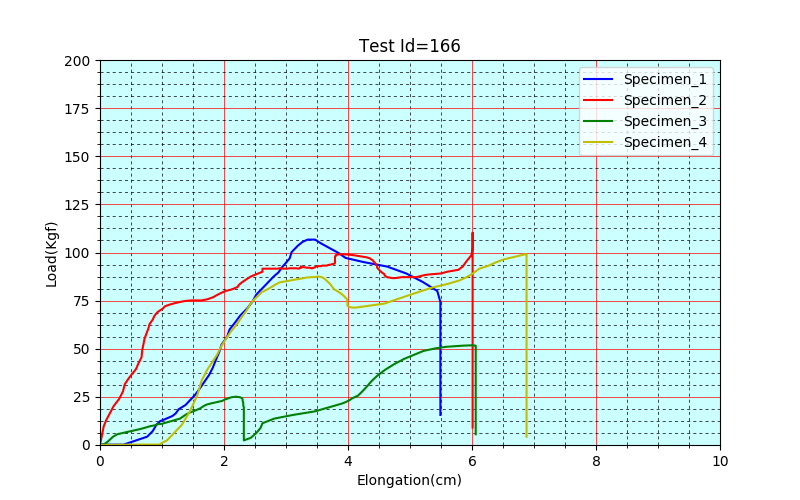 Test Id=166
Load(Kgf)
200
175
150
125
100
75
50
25
0
0 2 4 6 8 10
Elongation(cm)
Specimen_1
Specimen_2
Specimen_3
Specimen_4